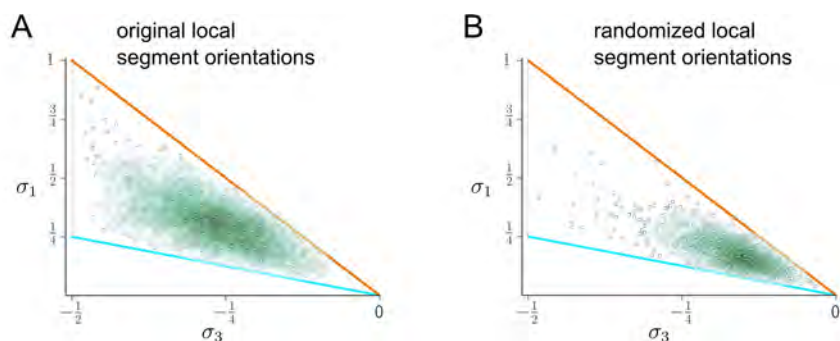 A
original local
segment orientations
1
3/4
1/2
1/4
σ₁
-1/2
-1/4
0
σ₃
B
randomized local
segment orientations
1
3/4
1/2
1/4
σ₁
-1/2
-1/4
0
σ₃